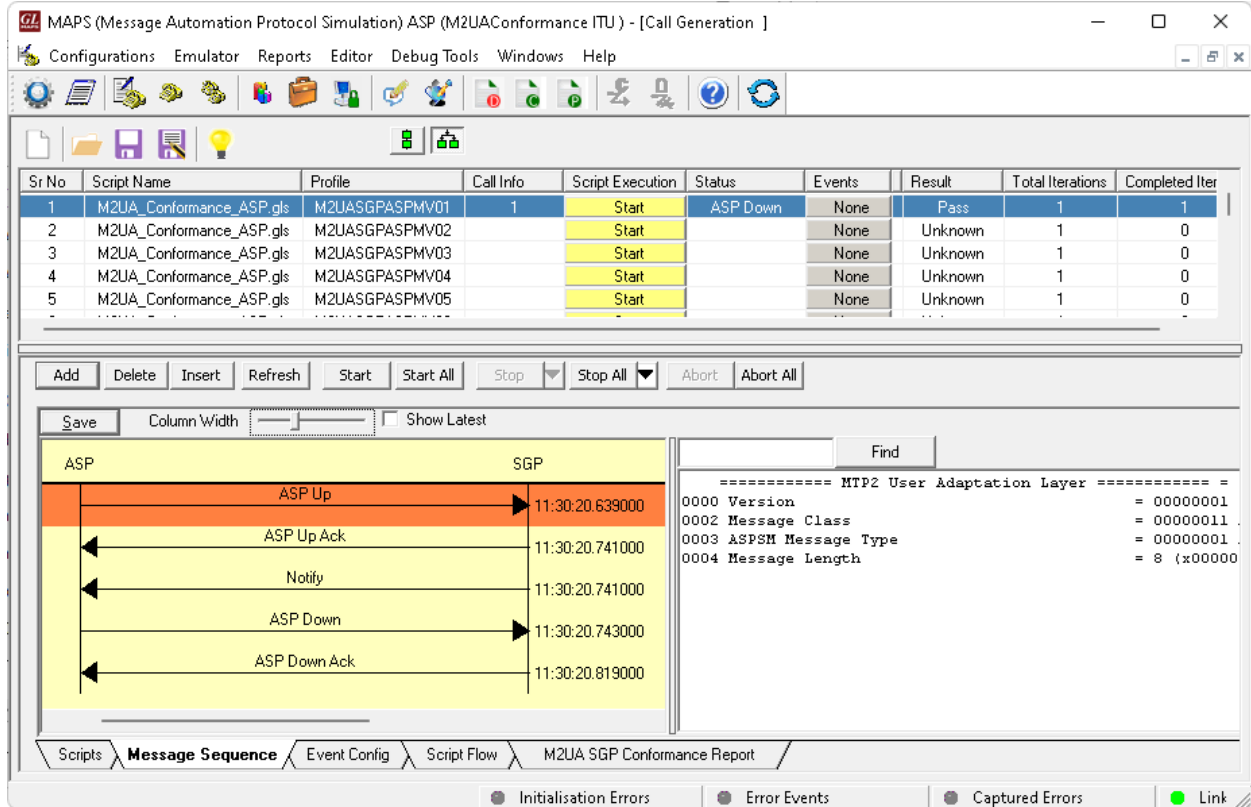 GL MAPS MAPS (Message Automation Protocol Simulation) ASP (M2UAConformance ITU ) - [Call Generation ]
Configurations Emulator Reports Editor Debug Tools Windows Help
Sr No Script Name Profile Call Info Script Execution Status Events Result Total Iterations Completed Iter
1 M2UA_Conformance_ASP.gls M2UASGPASPMV01 1 Start ASP Down None Pass 1 1
2 M2UA_Conformance_ASP.gls M2UASGPASPMV02 Start None Unknown 1 0
3 M2UA_Conformance_ASP.gls M2UASGPASPMV03 Start None Unknown 1 0
4 M2UA_Conformance_ASP.gls M2UASGPASPMV04 Start None Unknown 1 0
5 M2UA_Conformance_ASP.gls M2UASGPASPMV05 Start None Unknown 1 0
Add Delete Insert Refresh Start Start All Stop Stop All Abort Abort All
Save Column Width Show Latest
Find
ASP SGP
ASP Up
11:30:20.639000
ASP Up Ack
11:30:20.741000
Notify
11:30:20.741000
ASP Down
11:30:20.743000
ASP Down Ack
11:30:20.819000
============ MTP2 User Adaptation Layer ============ =
0000 Version = 00000001
0002 Message Class = 00000011 .
0003 ASPSM Message Type = 00000001 .
0004 Message Length = 8 (x00000
Scripts Message Sequence Event Config Script Flow M2UA SGP Conformance Report
Initialisation Errors Error Events Captured Errors Link